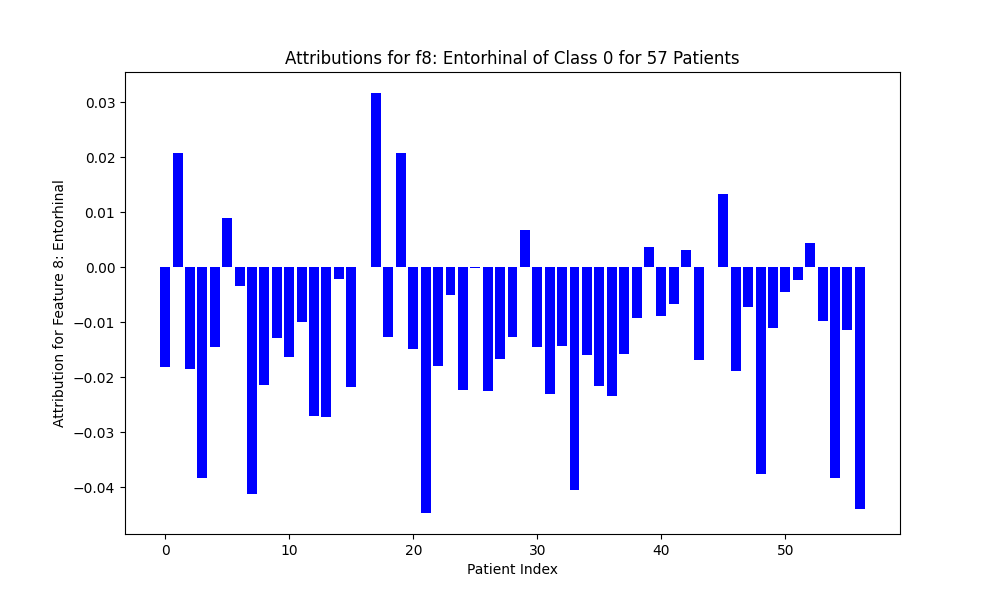 Attributions for f8: Entorhinal of Class 0 for 57 Patients
Attribution for Feature 8: Entorhinal
0.03
0.02
0.01
0.00
−0.01
−0.02
−0.03
−0.04
0 10 20 30 40 50
Patient Index